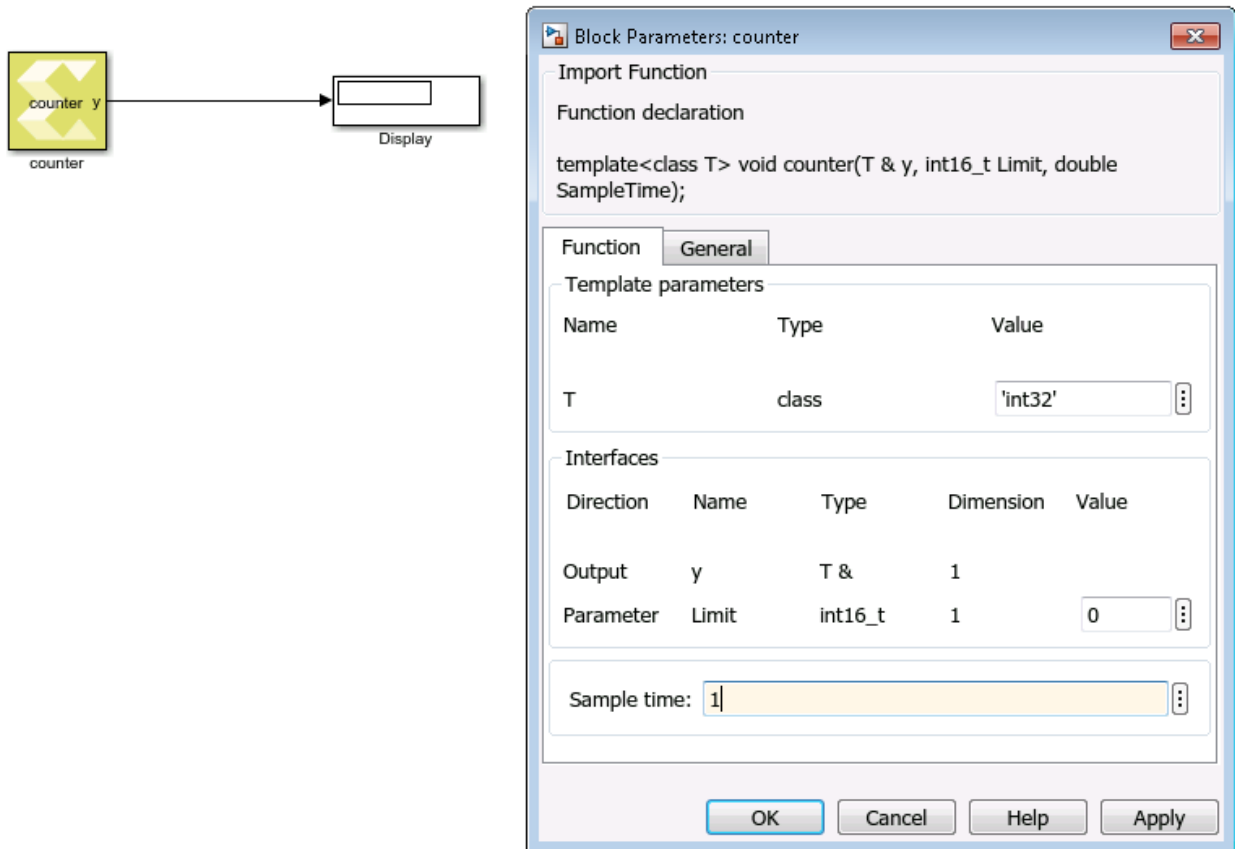 counter y
counter
Display
Block Parameters: counter
Import Function
Function declaration
template<class T> void counter(T & y, int16_t Limit, double
SampleTime);
Function General
Template parameters
Name Type Value
T class 'int32'
Interfaces
Direction Name Type Dimension Value
Output y T & 1
Parameter Limit int16_t 1 0
Sample time: 1
OK Cancel Help Apply